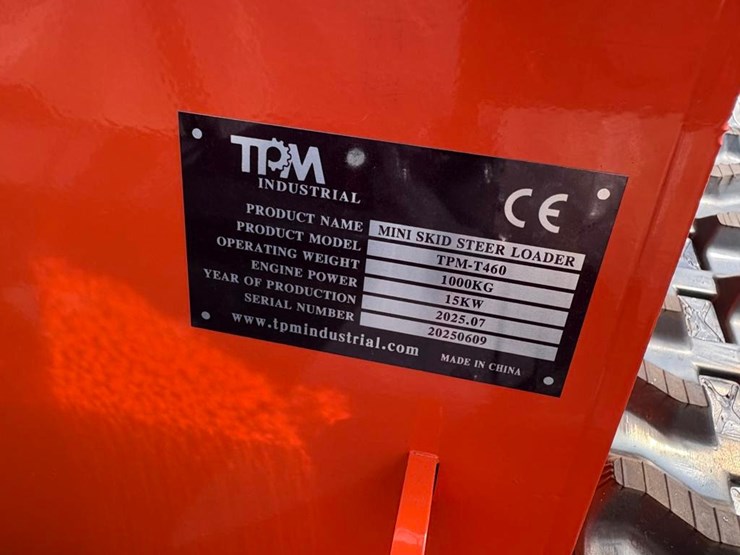 TPM
INDUSTRIAL
CE
PRODUCT NAME MINI SKID STEER LOADER
PRODUCT MODEL TPM-T460
OPERATING WEIGHT 1000KG
ENGINE POWER 15KW
YEAR OF PRODUCTION 2025.07
SERIAL NUMBER 20250609
www.tpmindustrial.com MADE IN CHINA